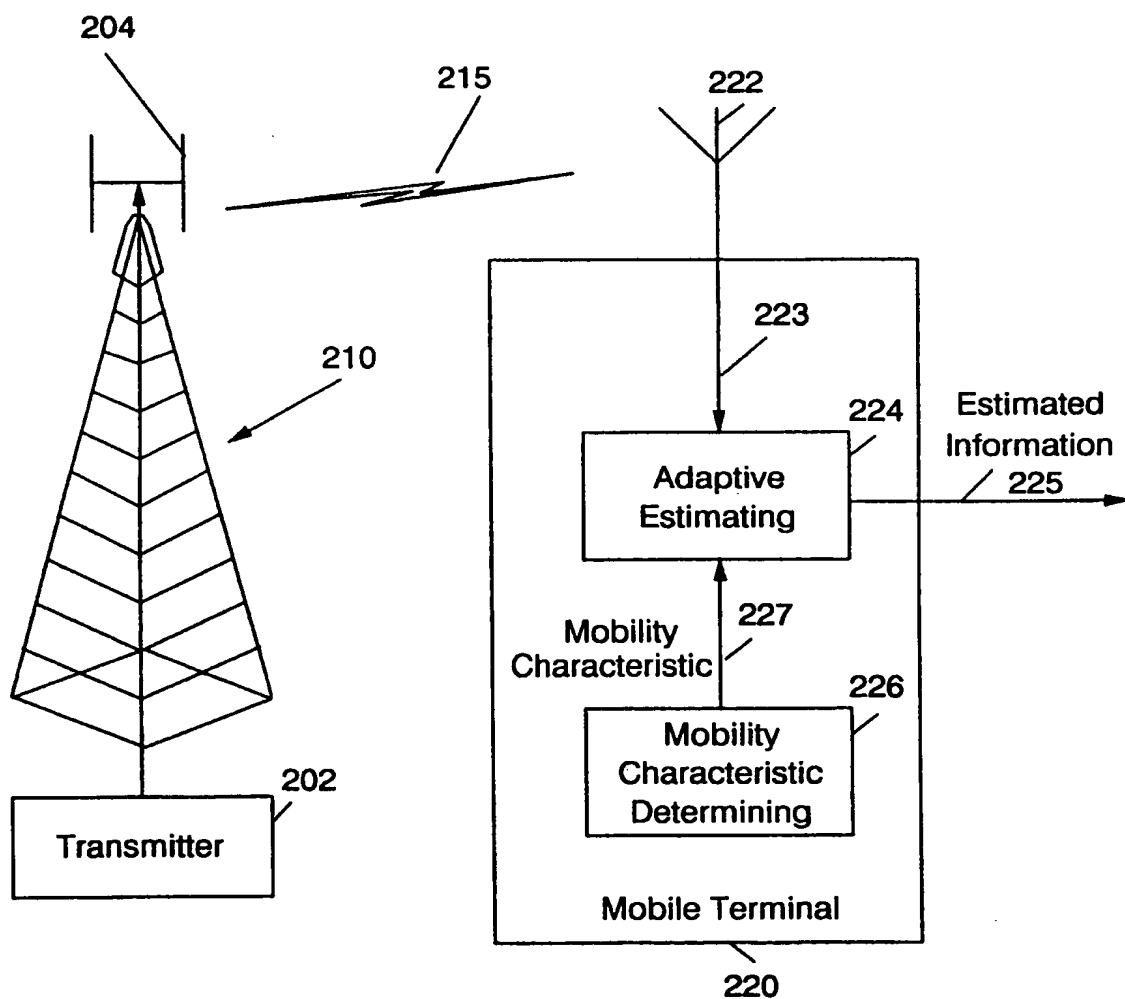 204
215
222
223
210
224
Estimated
Information
225
Adaptive
Estimating
227
Mobility
Characteristic
226
Mobility
Characteristic
Determining
202
Transmitter
Mobile Terminal
220